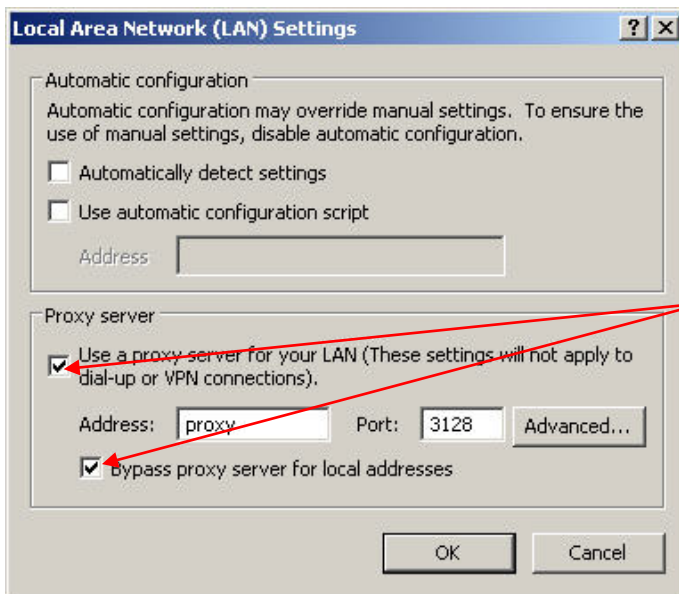 Local Area Network (LAN) Settings
Automatic configuration
Automatic configuration may override manual settings. To ensure the
use of manual settings, disable automatic configuration.
Automatically detect settings
Use automatic configuration script
Address
Proxy server
Use a proxy server for your LAN (These settings will not apply to
dial-up or VPN connections).
Address: proxy Port: 3128 Advanced...
Bypass proxy server for local addresses
OK Cancel